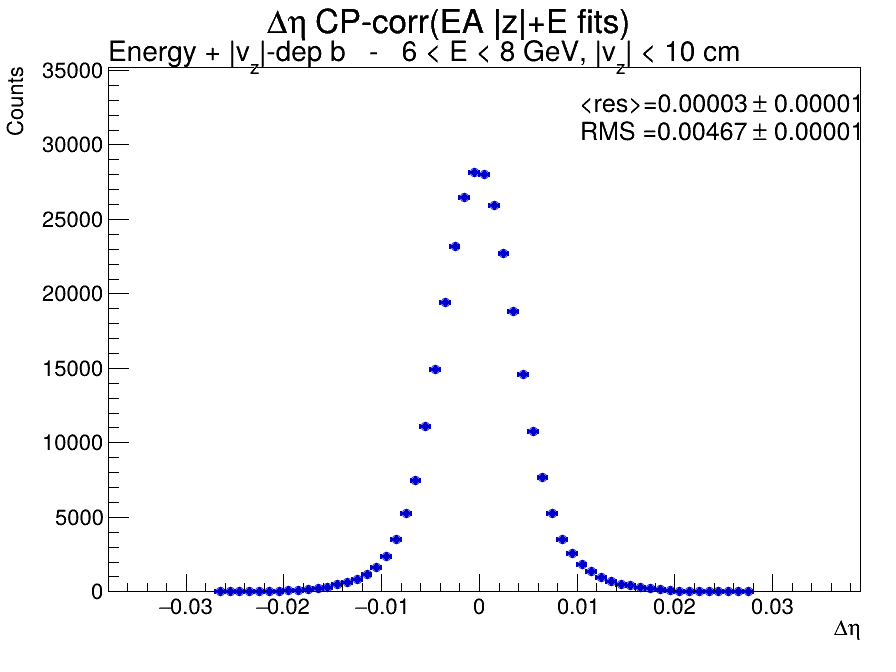 Δη CP-corr(EA |z|+E fits)
Energy + |v_z|-dep b - 6 < E < 8 GeV, |v_z| < 10 cm
<res>=0.00003 ± 0.00001
RMS =0.00467 ± 0.00001
Counts
35000
30000
25000
20000
15000
10000
5000
0
−0.03 −0.02 −0.01 0 0.01 0.02 0.03
Δη